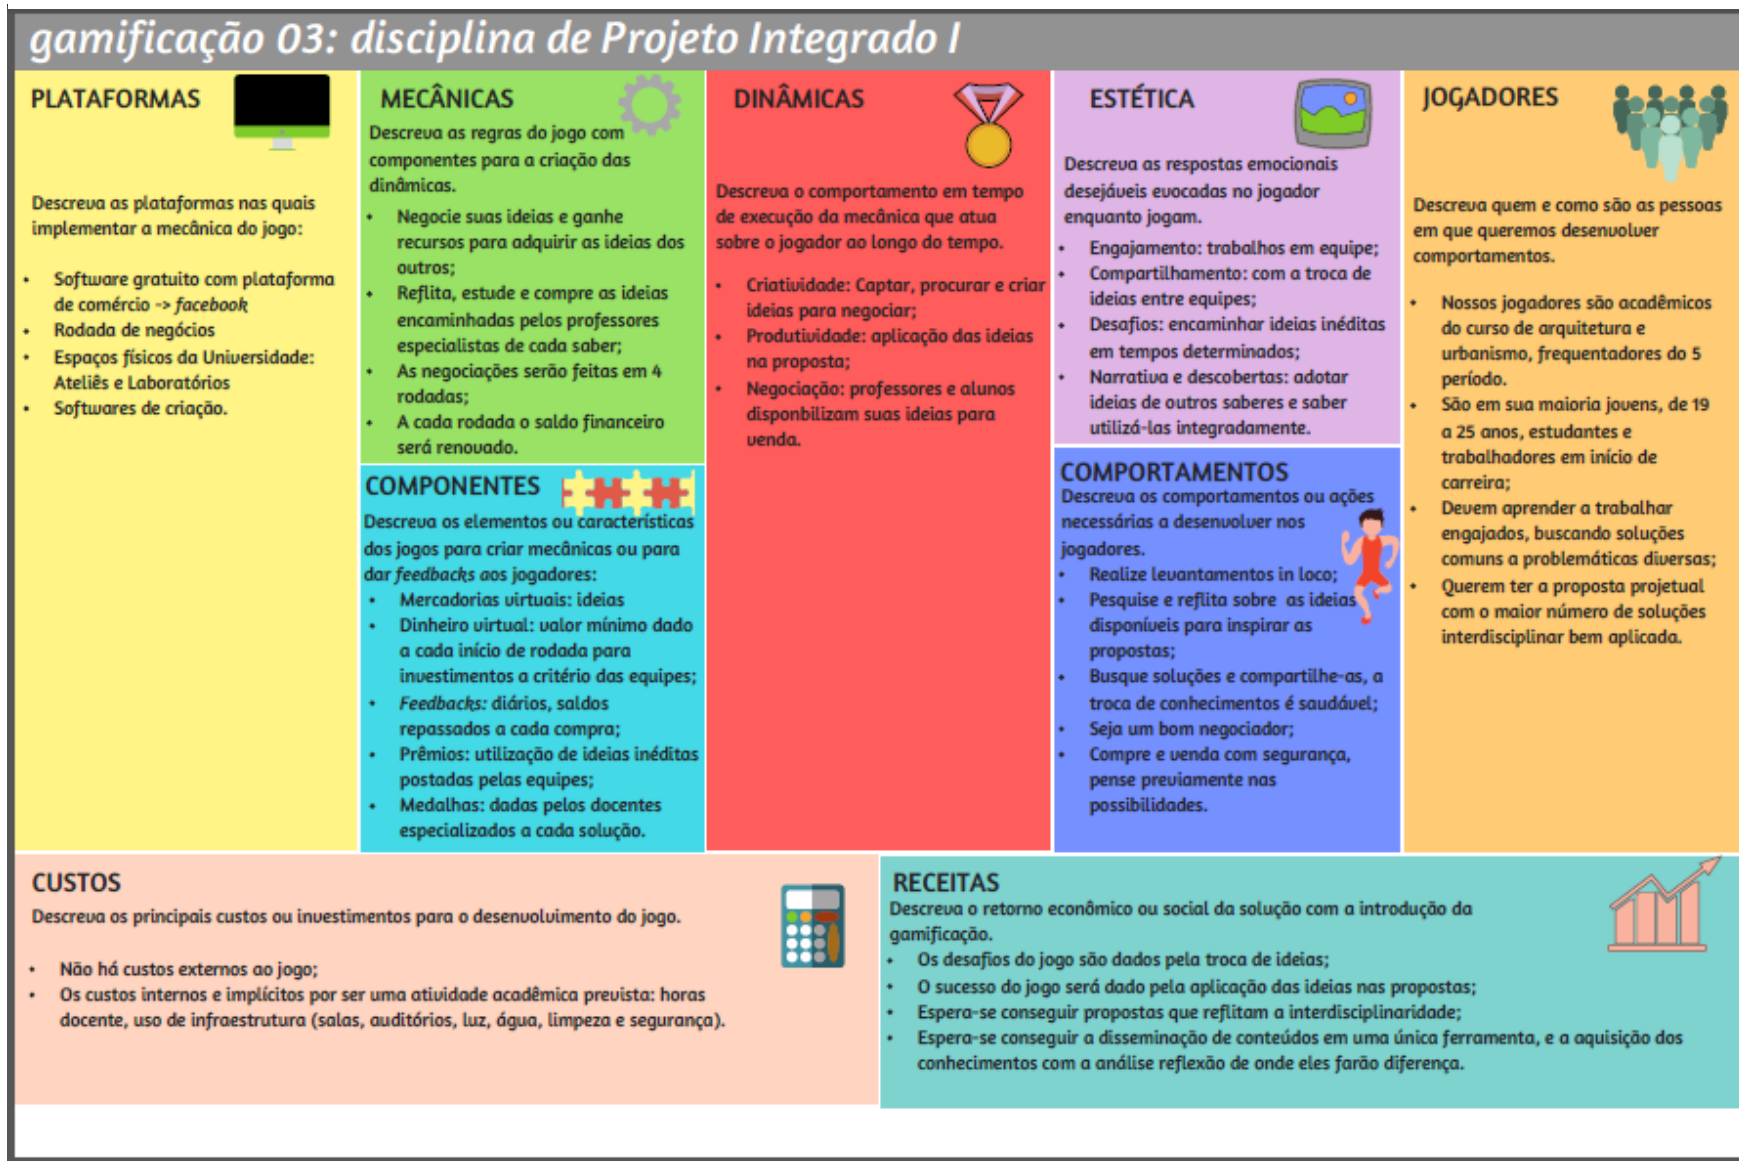 gamificação 03: disciplina de Projeto Integrado I
PLATAFORMAS
Descreva as plataformas nas quais
implementar a mecânica do jogo:
• Software gratuito com plataforma
de comércio -> facebook
• Rodada de negócios
• Espaços físicos da Universidade:
Ateliês e Laboratórios
• Softwares de criação.
MECÂNICAS
Descreva as regras do jogo com
componentes para a criação das
dinâmicas.
• Negocie suas ideias e ganhe
recursos para adquirir as ideias dos
outros;
• Reflita, estude e compre as ideias
encaminhadas pelos professores
especialistas de cada saber;
• As negociações serão feitas em 4
rodadas;
• A cada rodada o saldo financeiro
será renovado.
COMPONENTES
Descreva os elementos ou características
dos jogos para criar mecânicas ou para
dar feedbacks aos jogadores:
• Mercadorias virtuais: ideias
• Dinheiro virtual: valor mínimo dado
a cada início de rodada para
investimentos a critério das equipes;
• Feedbacks: diários, saldos
repassados a cada compra;
• Prêmios: utilização de ideias inéditas
postadas pelas equipes;
• Medalhas: dadas pelos docentes
especializados a cada solução.
DINÂMICAS
Descreva o comportamento em tempo
de execução da mecânica que atua
sobre o jogador ao longo do tempo.
• Criatividade: Captar, procurar e criar
ideias para negociar;
• Produtividade: aplicação das ideias
na proposta;
• Negociação: professores e alunos
disponbilizam suas ideias para
venda.
ESTÉTICA
Descreva as respostas emocionais
desejáveis evocadas no jogador
enquanto jogam.
• Engajamento: trabalhos em equipe;
• Compartilhamento: com a troca de
ideias entre equipes;
• Desafios: encaminhar ideias inéditas
em tempos determinados;
• Narrativa e descobertas: adotar
ideias de outros saberes e saber
utilizá-las integradamente.
COMPORTAMENTOS
Descreva os comportamentos ou ações
necessárias a desenvolver nos
jogadores.
• Realize levantamentos in loco;
• Pesquise e reflita sobre as ideias
disponíveis para inspirar as
propostas;
• Busque soluções e compartilhe-as, a
troca de conhecimentos é saudável;
• Seja um bom negociador;
• Compre e venda com segurança,
pense previamente nas
possibilidades.
JOGADORES
Descreva quem e como são as pessoas
em que queremos desenvolver
comportamentos.
• Nossos jogadores são acadêmicos
do curso de arquitetura e
urbanismo, frequentadores do 5
período.
• São em sua maioria jovens, de 19
a 25 anos, estudantes e
trabalhadores em início de
carreira;
• Devem aprender a trabalhar
engajados, buscando soluções
comuns a problemáticas diversas;
• Querem ter a proposta projetual
com o maior número de soluções
interdisciplinar bem aplicada.
CUSTOS
Descreva os principais custos ou investimentos para o desenvolvimento do jogo.
• Não há custos externos ao jogo;
• Os custos internos e implícitos por ser uma atividade acadêmica prevista: horas
docente, uso de infraestrutura (salas, auditórios, luz, água, limpeza e segurança).
RECEITAS
Descreva o retorno econômico ou social da solução com a introdução da
gamificação.
• Os desafios do jogo são dados pela troca de ideias;
• O sucesso do jogo será dado pela aplicação das ideias nas propostas;
• Espera-se conseguir propostas que reflitam a interdisciplinaridade;
• Espera-se conseguir a disseminação de conteúdos em uma única ferramenta, e a aquisição dos
conhecimentos com a análise reflexão de onde eles farão diferença.